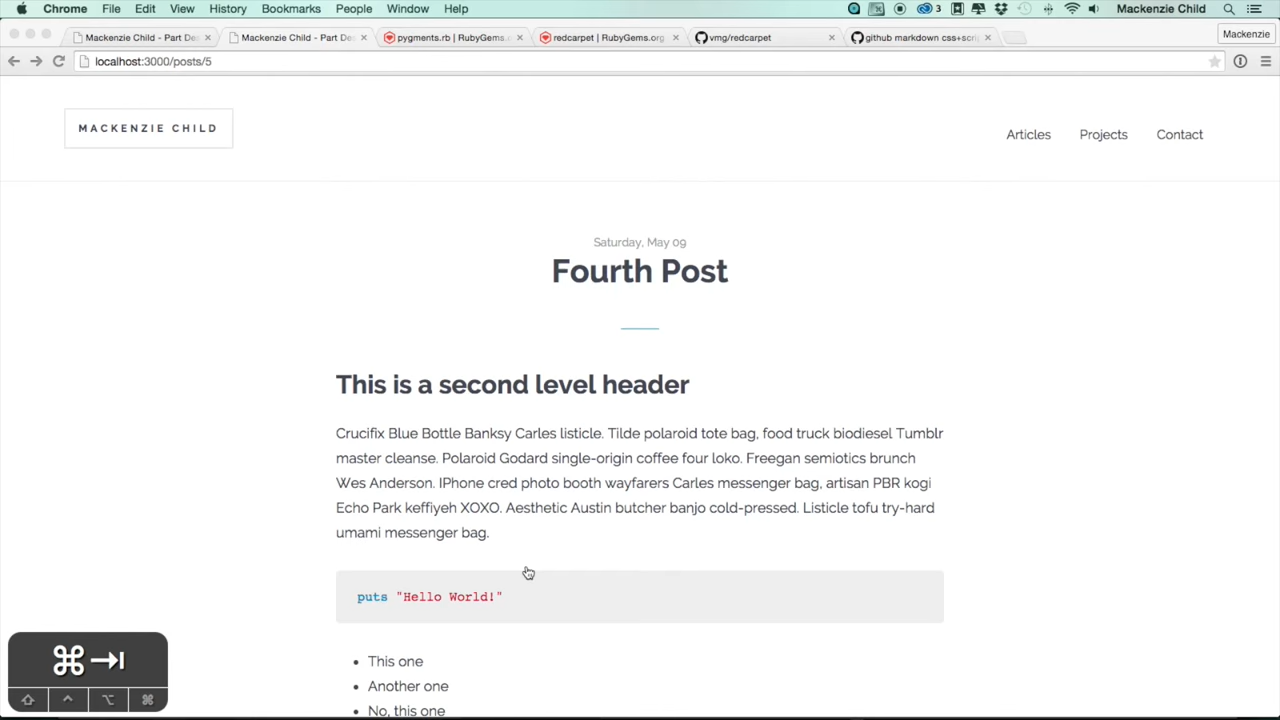 Chrome File Edit View History Bookmarks People Window Help 3 Mackenzie Child
Mackenzie Child - Part De Mackenzie Child - Part De pygments.rb | RubyGems. redcarpet | RubyGems.org vmg/redcarpet github markdown css+scri Mackenzie
localhost:3000/posts/5
MACKENZIE CHILD
Articles Projects Contact
Saturday, May 09
Fourth Post
This is a second level header
Crucifix Blue Bottle Banksy Carles listicle. Tilde polaroid tote bag, food truck biodiesel Tumblr
master cleanse. Polaroid Godard single-origin coffee four loko. Freegan semiotics brunch
Wes Anderson. IPhone cred photo booth wayfarers Carles messenger bag, artisan PBR kogi
Echo Park keffiyeh XOXO. Aesthetic Austin butcher banjo cold-pressed. Listicle tofu try-hard
umami messenger bag.
puts "Hello World!"
• This one
• Another one
• No, this one
⌘⇥
⇧ ^ ⌥ ⌘